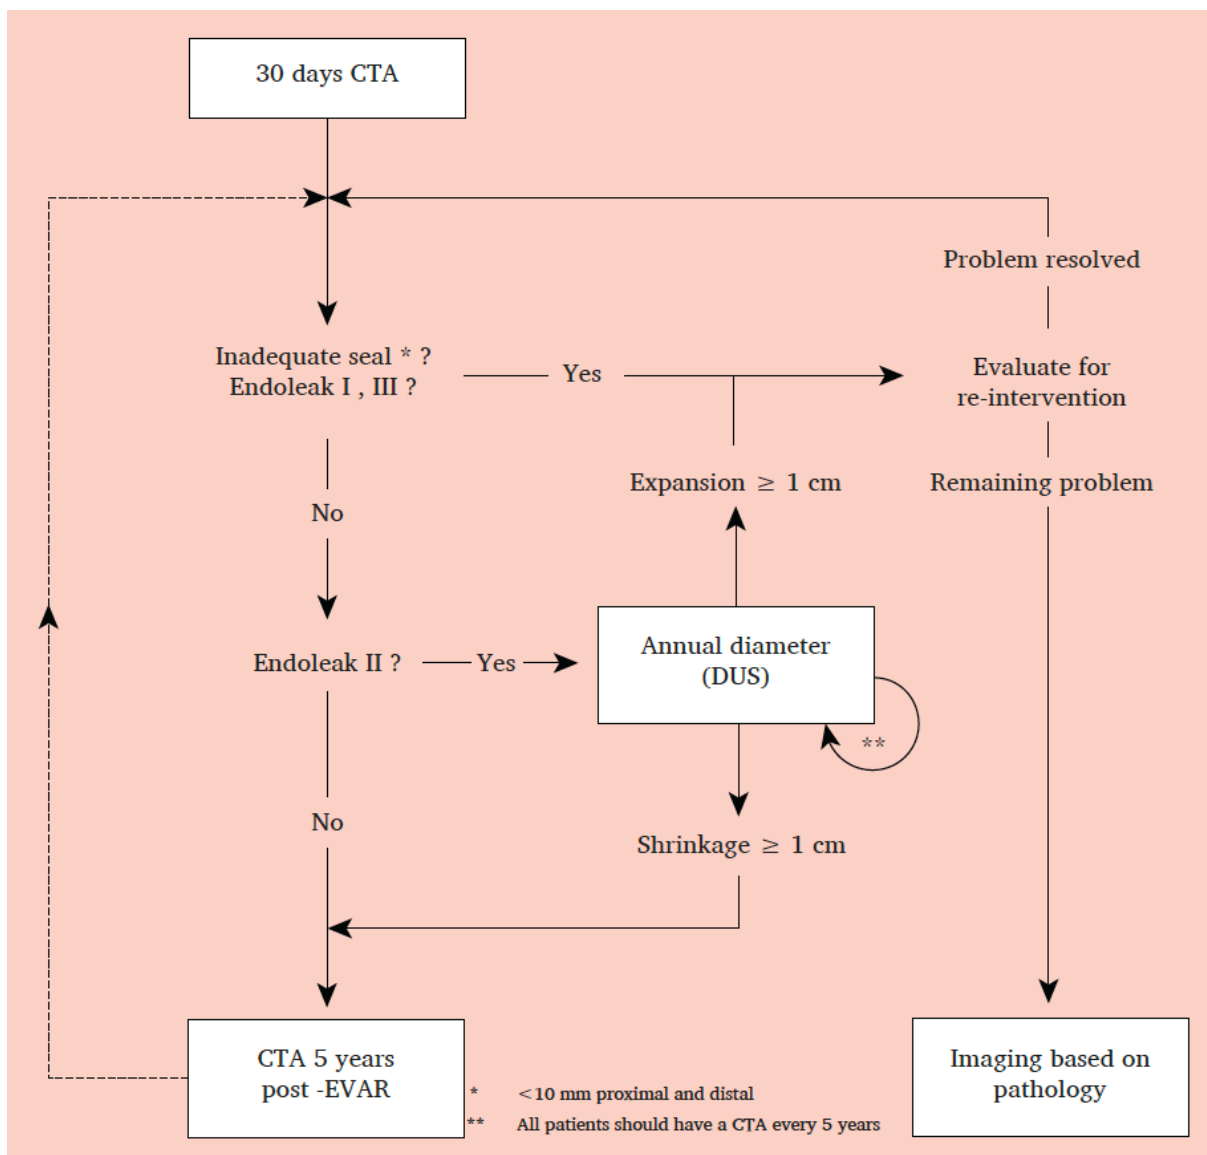 30 days CTA
Problem resolved
Inadequate seal * ?
Endoleak I , III ?
Yes
Evaluate for
re-intervention
Expansion ≥ 1 cm
Remaining problem
No
Endoleak II ?
Yes
Annual diameter
(DUS)
**
No
Shrinkage ≥ 1 cm
CTA 5 years
post -EVAR
Imaging based on
pathology
* <10 mm proximal and distal
** All patients should have a CTA every 5 years